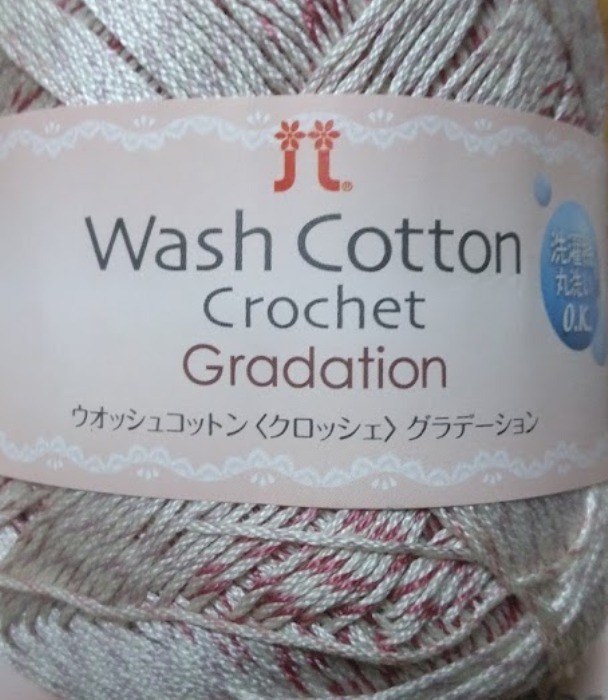 Wash Cotton
Crochet
Gradation
ウオッシュコットン〈クロッシェ〉グラデーション
洗濯機
丸洗い
O.K.